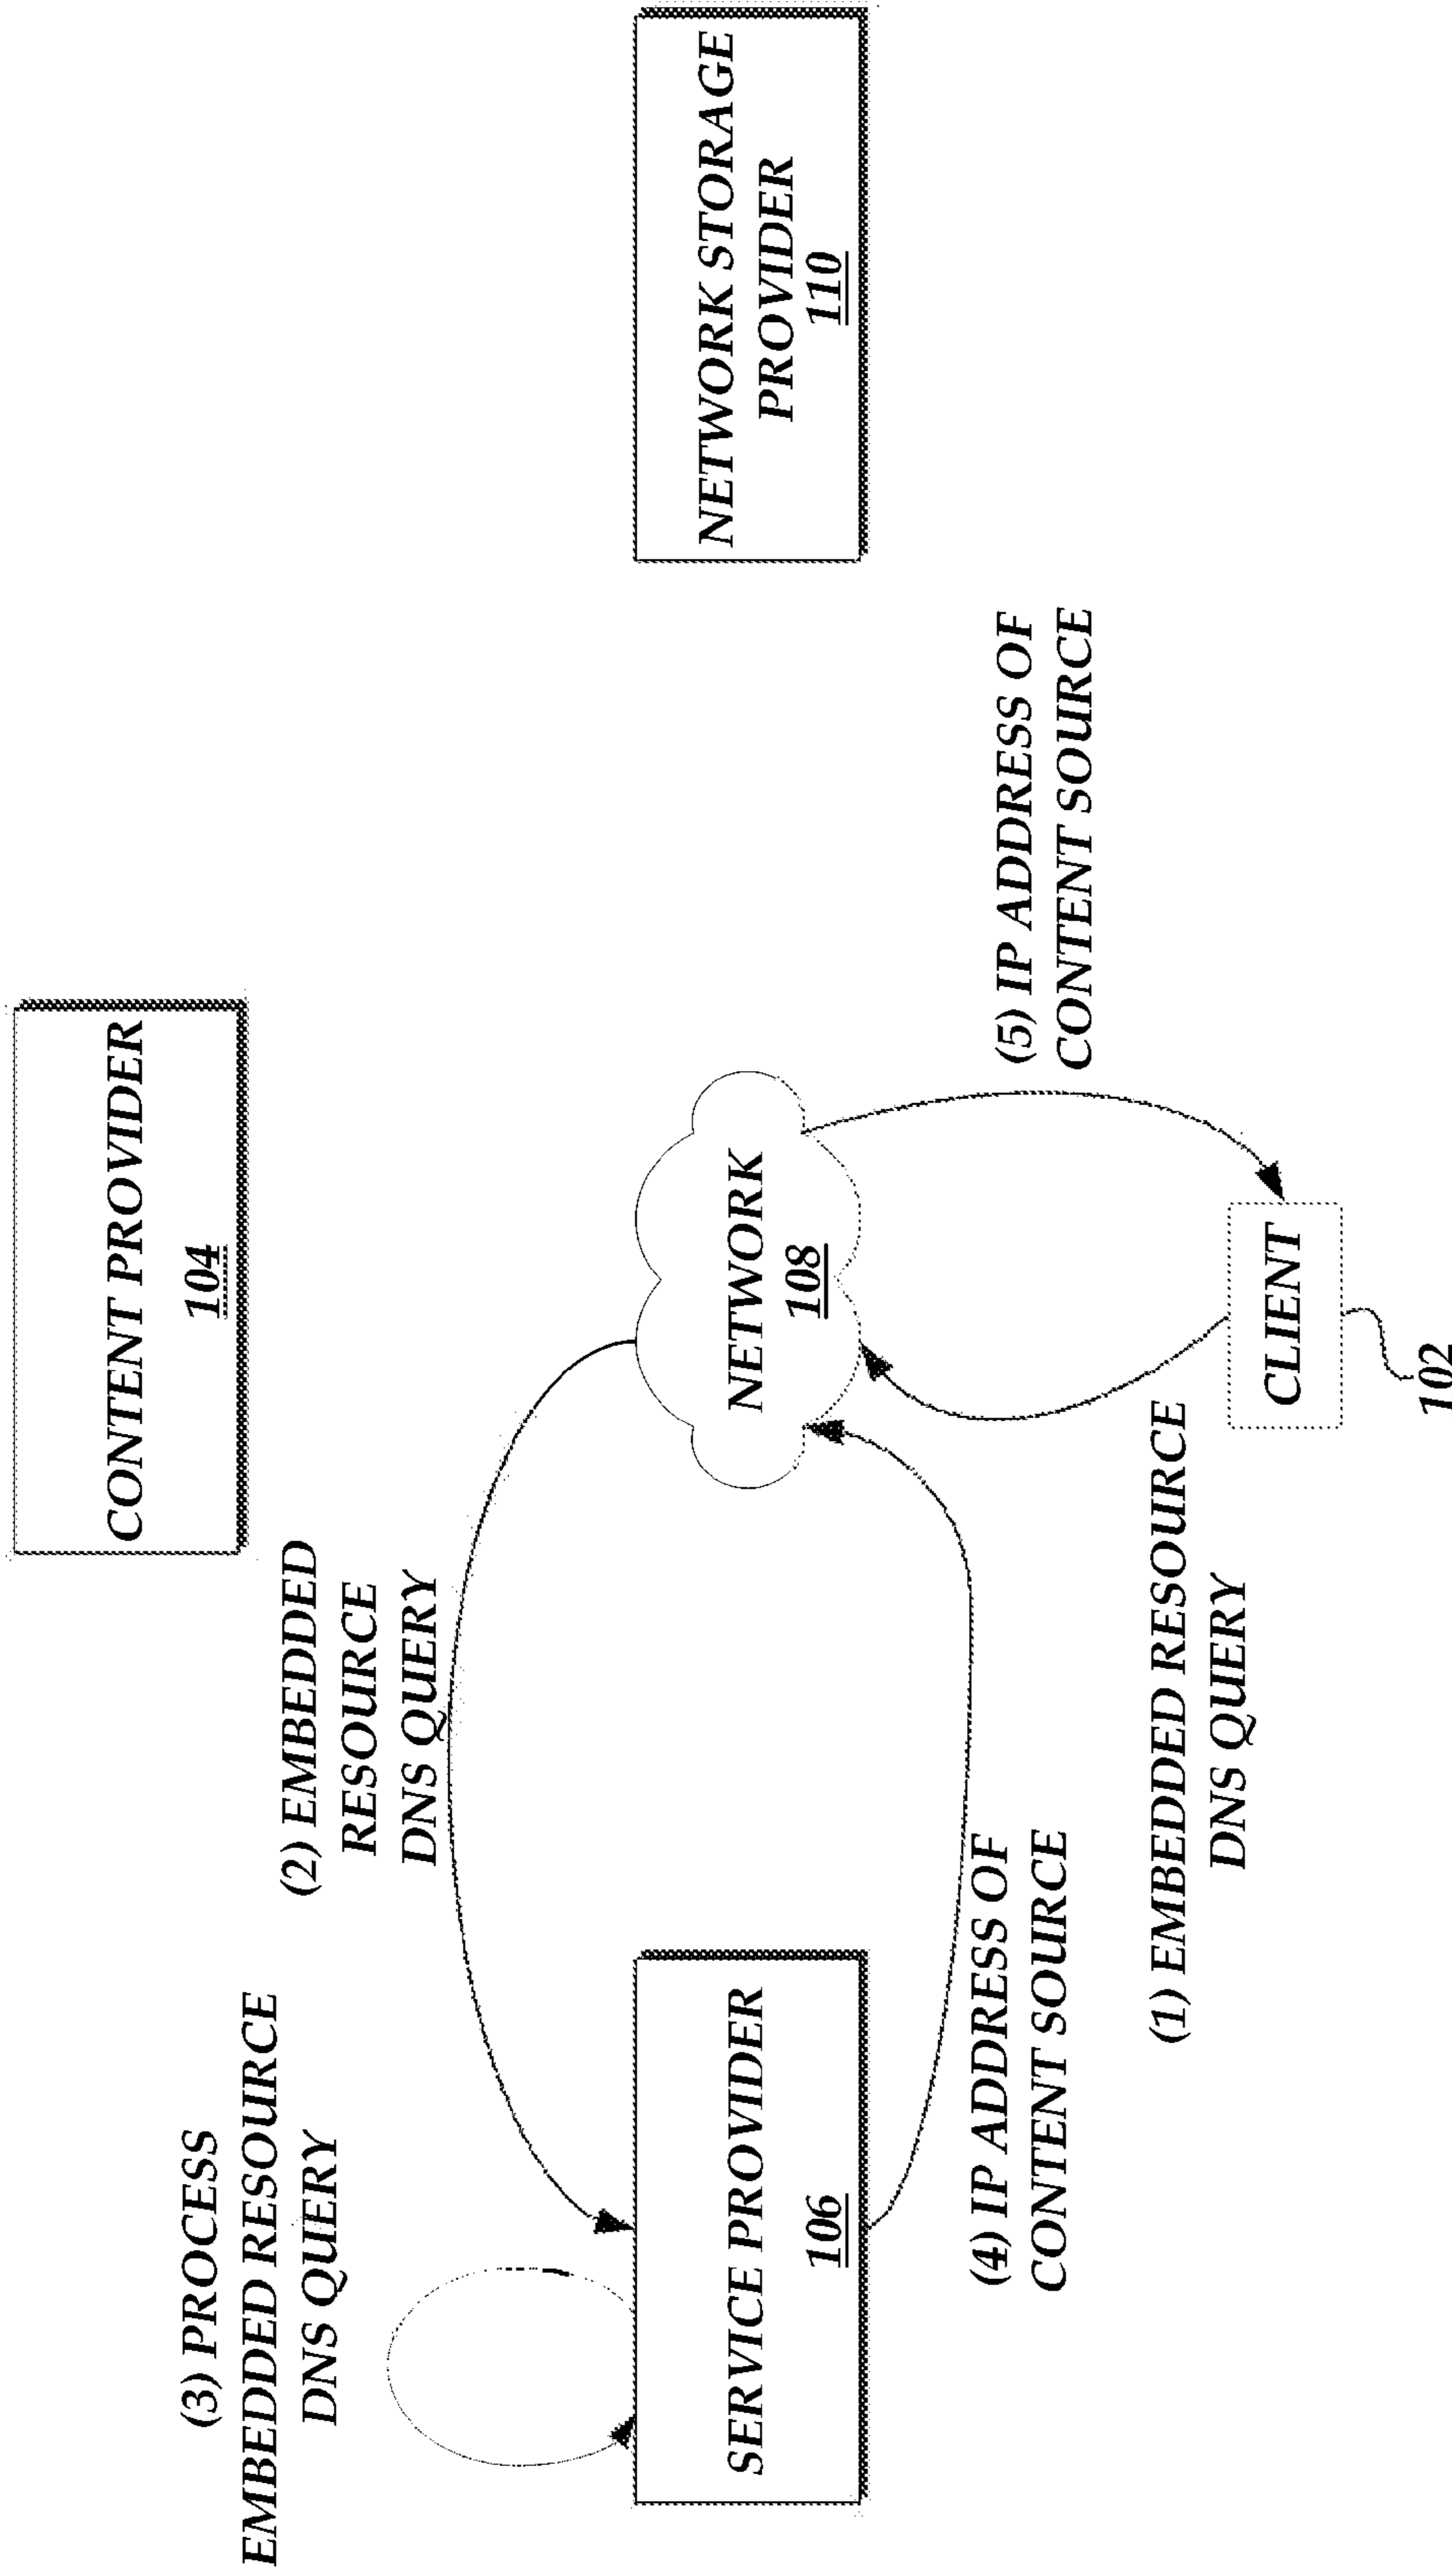 CONTENT PROVIDER
104
(3) PROCESS
EMBEDDED RESOURCE
DNS QUERY
(2) EMBEDDED
RESOURCE
DNS QUERY
SERVICE PROVIDER
106
NETWORK
108
NETWORK STORAGE
PROVIDER
110
(4) IP ADDRESS OF
CONTENT SOURCE
(5) IP ADDRESS OF
CONTENT SOURCE
(1) EMBEDDED RESOURCE
DNS QUERY
CLIENT
102